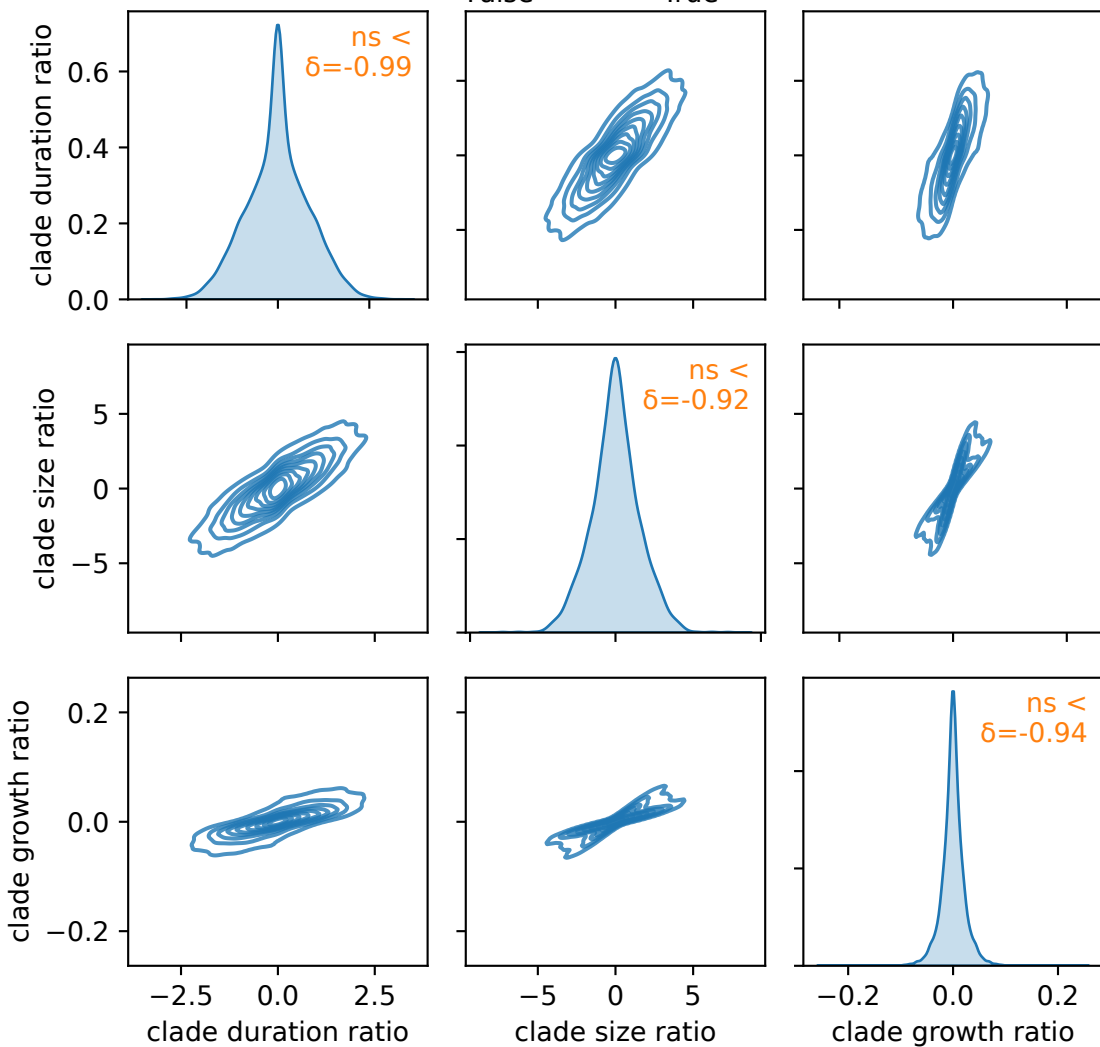 True
ns <
δ=-0.99
clade duration ratio
0.6
0.4
0.2
0.0
ns <
δ=-0.92
clade size ratio
5
0
−5
ns <
δ=-0.94
clade growth ratio
0.2
0.0
−0.2
−2.5 0.0 2.5
−5 0 5
−0.2 0.0 0.2
clade duration ratio
clade size ratio
clade growth ratio